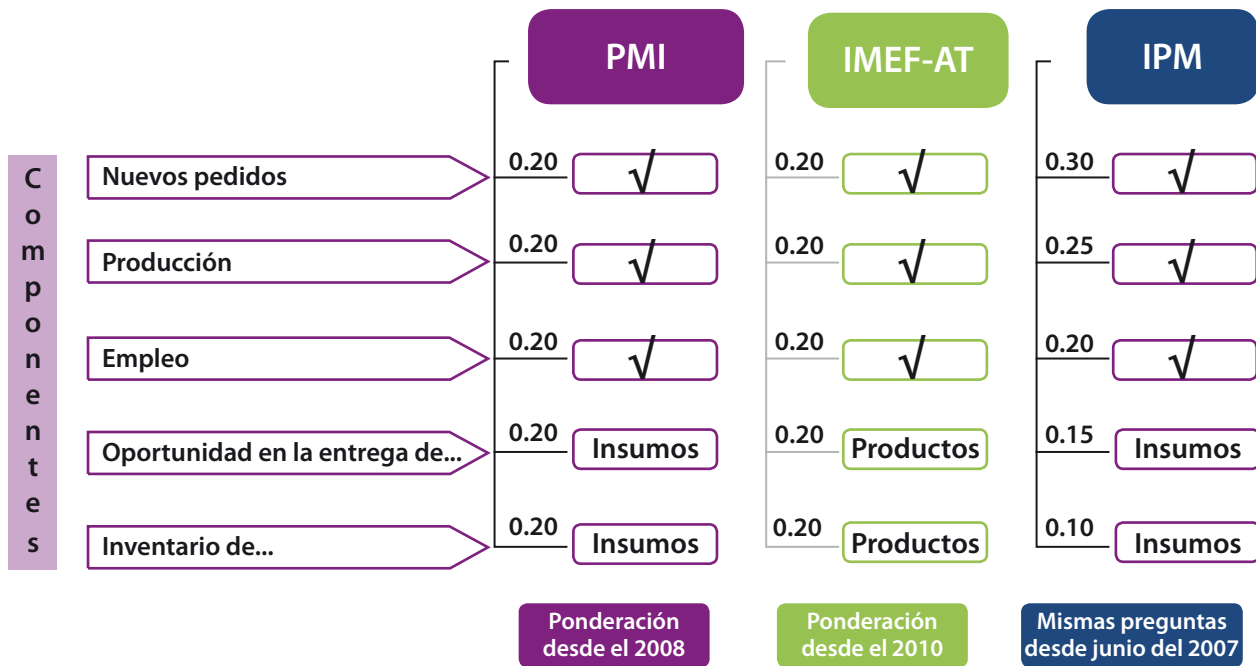 PMI
IMEF-AT
IPM
Componentes
Nuevos pedidos
0.20
√
0.20
√
0.30
√
Producción
0.20
√
0.20
√
0.25
√
Empleo
0.20
√
0.20
√
0.20
√
Oportunidad en la entrega de...
0.20
Insumos
0.20
Productos
0.15
Insumos
Inventario de...
0.20
Insumos
0.20
Productos
0.10
Insumos
Ponderación
desde el 2008
Ponderación
desde el 2010
Mismas preguntas
desde junio del 2007